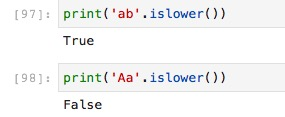 [97]: print('ab'.islower())
True
[98]: print('Aa'.islower())
False